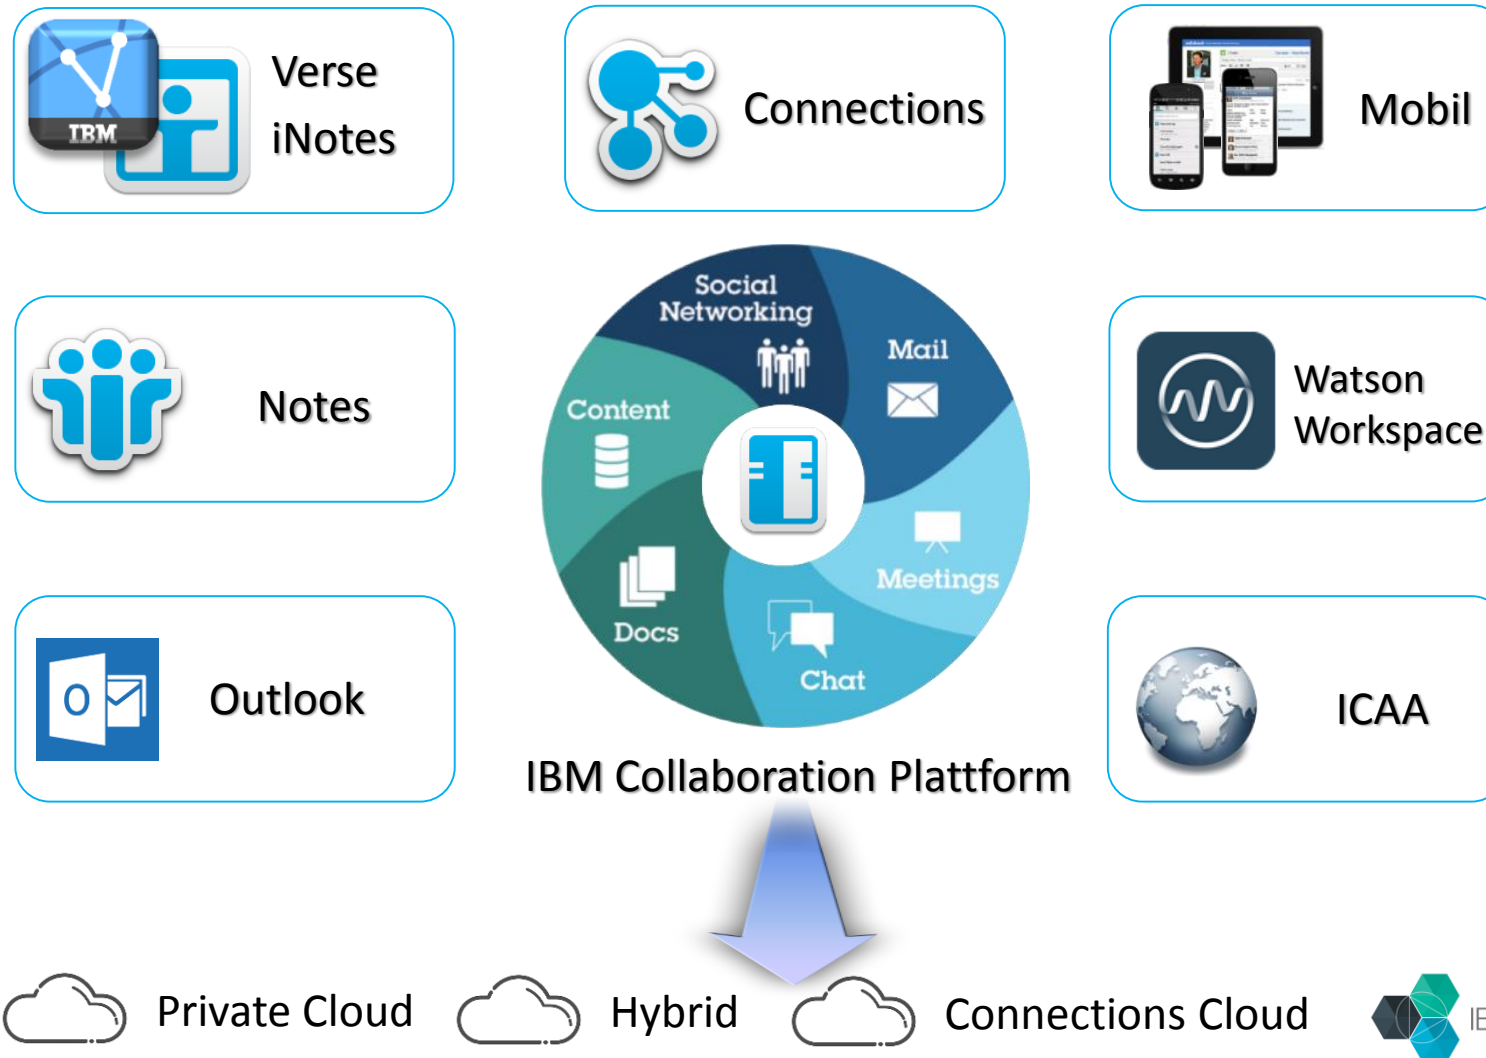 Verse
iNotes
IBM
Connections
Mobil
Social
Networking
Mail
Content
Notes
Watson
Workspace
Meetings
Docs
Chat
Outlook
O
ICAA
IBM Collaboration Plattform
Private Cloud
Hybrid
Connections Cloud